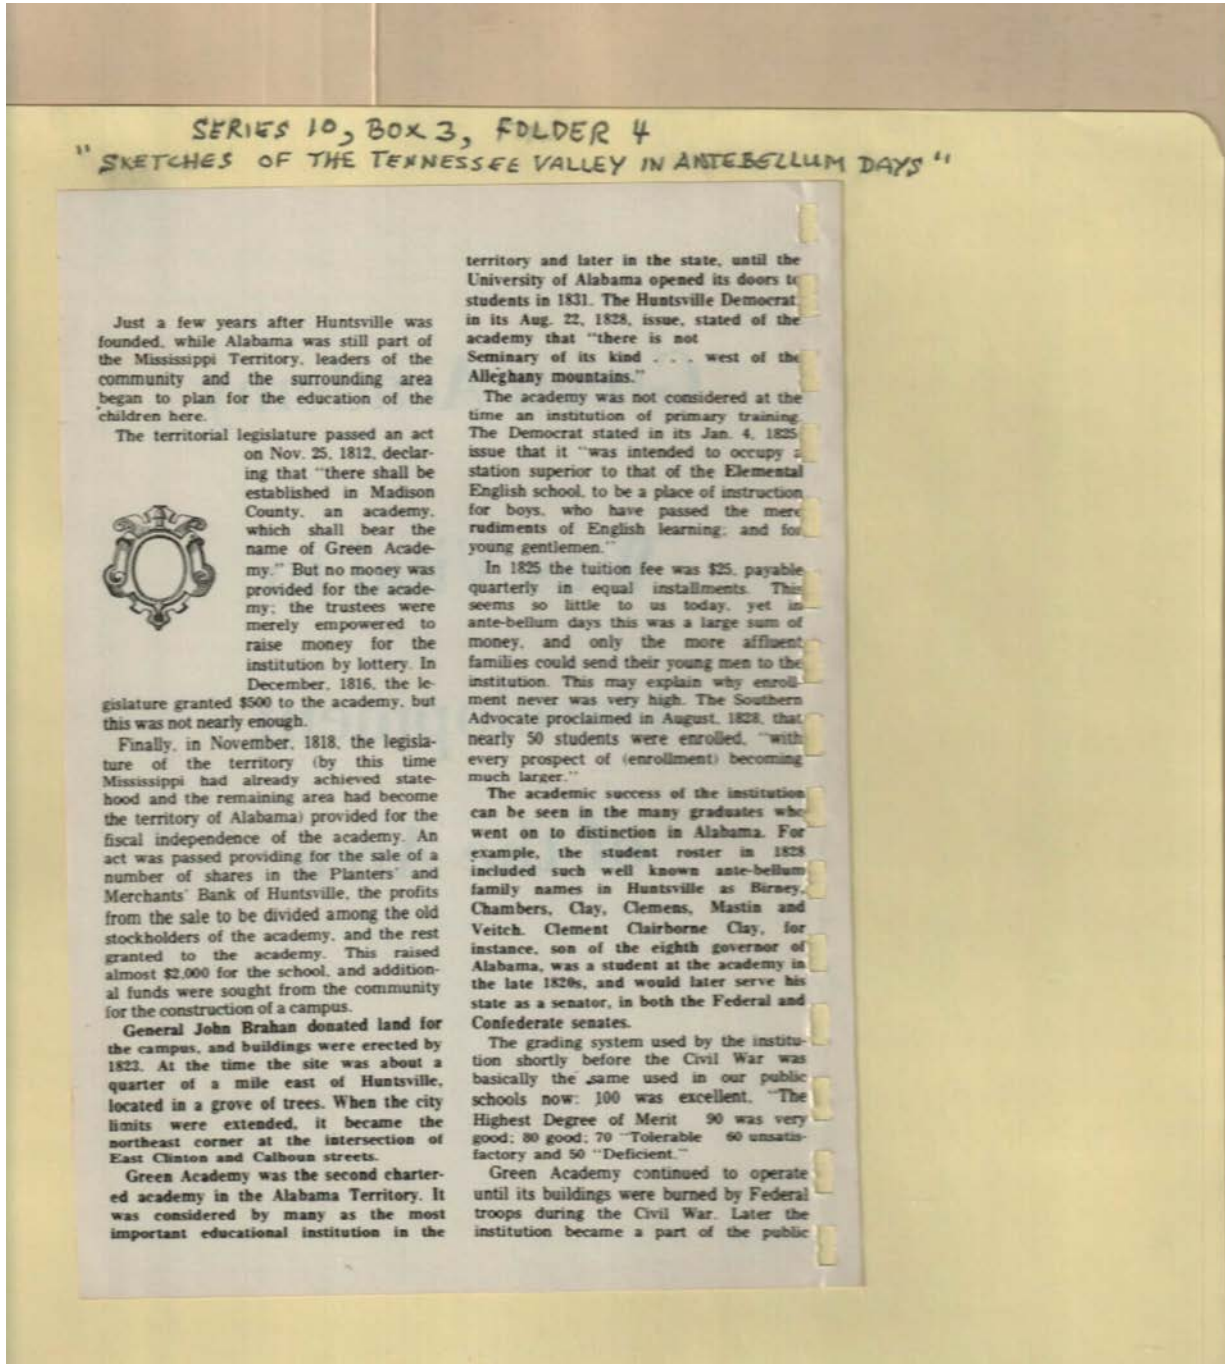 SERIES 10, BOX 3, FOLDER 4
"SKETCHES OF THE TENNESSEE VALLEY IN ANTEBELLUM DAYS"
Just a few years after Huntsville was
founded, while Alabama was still part of
the Mississippi Territory, leaders of the
community and the surrounding area
began to plan for the education of the
children here.
The territorial legislature passed an act
on Nov. 25, 1812, declar-
ing that "there shall be
established in Madison
County, an academy,
which shall bear the
name of Green Acade-
my." But no money was
provided for the acade-
my; the trustees were
merely empowered to
raise money for the
institution by lottery. In
December, 1816, the le-
gislature granted $500 to the academy, but
this was not nearly enough.
Finally, in November, 1818, the legisla-
ture of the territory (by this time
Mississippi had already achieved state-
hood and the remaining area had become
the territory of Alabama) provided for the
fiscal independence of the academy. An
act was passed providing for the sale of a
number of shares in the Planters' and
Merchants' Bank of Huntsville, the profits
from the sale to be divided among the old
stockholders of the academy, and the rest
granted to the academy. This raised
almost $2,000 for the school, and addition-
al funds were sought from the community
for the construction of a campus.
General John Brahan donated land for
the campus, and buildings were erected by
1823. At the time the site was about a
quarter of a mile east of Huntsville,
located in a grove of trees. When the city
limits were extended, it became the
northeast corner at the intersection of
East Clinton and Calhoun streets.
Green Academy was the second charter-
ed academy in the Alabama Territory. It
was considered by many as the most
important educational institution in the
territory and later in the state, until the
University of Alabama opened its doors to
students in 1831. The Huntsville Democrat,
in its Aug. 22, 1828, issue, stated of the
academy that "there is not
Seminary of its kind . . . west of the
Alleghany mountains."
The academy was not considered at the
time an institution of primary training.
The Democrat stated in its Jan. 4, 1825
issue that it "was intended to occupy a
station superior to that of the Elemental
English school, to be a place of instruction
for boys, who have passed the mere
rudiments of English learning; and for
young gentlemen."
In 1825 the tuition fee was $25, payable
quarterly in equal installments. This
seems so little to us today, yet in
ante-bellum days this was a large sum of
money, and only the more affluent
families could send their young men to the
institution. This may explain why enroll-
ment never was very high. The Southern
Advocate proclaimed in August, 1828, that
nearly 50 students were enrolled, "with
every prospect of (enrollment) becoming
much larger."
The academic success of the institution
can be seen in the many graduates who
went on to distinction in Alabama. For
example, the student roster in 1828
included such well known ante-bellum
family names in Huntsville as Birney,
Chambers, Clay, Clemens, Mastin and
Veitch. Clement Clairborne Clay, for
instance, son of the eighth governor of
Alabama, was a student at the academy in
the late 1820s, and would later serve his
state as a senator, in both the Federal and
Confederate senates.
The grading system used by the institu-
tion shortly before the Civil War was
basically the same used in our public
schools now: 100 was excellent, "The
Highest Degree of Merit 90 was very
good; 80 good; 70 "Tolerable 60 unsatis-
factory and 50 "Deficient."
Green Academy continued to operate
until its buildings were burned by Federal
troops during the Civil War. Later the
institution became a part of the public